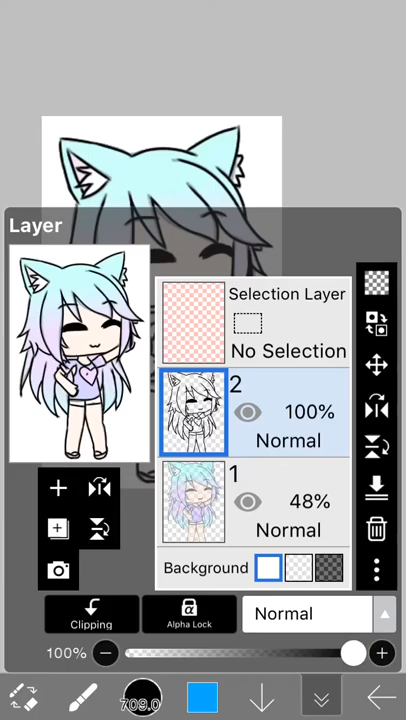 Layer
Selection Layer
No Selection
2
100%
Normal
1
48%
Normal
Background
Clipping
Alpha Lock
Normal
100%
709.0